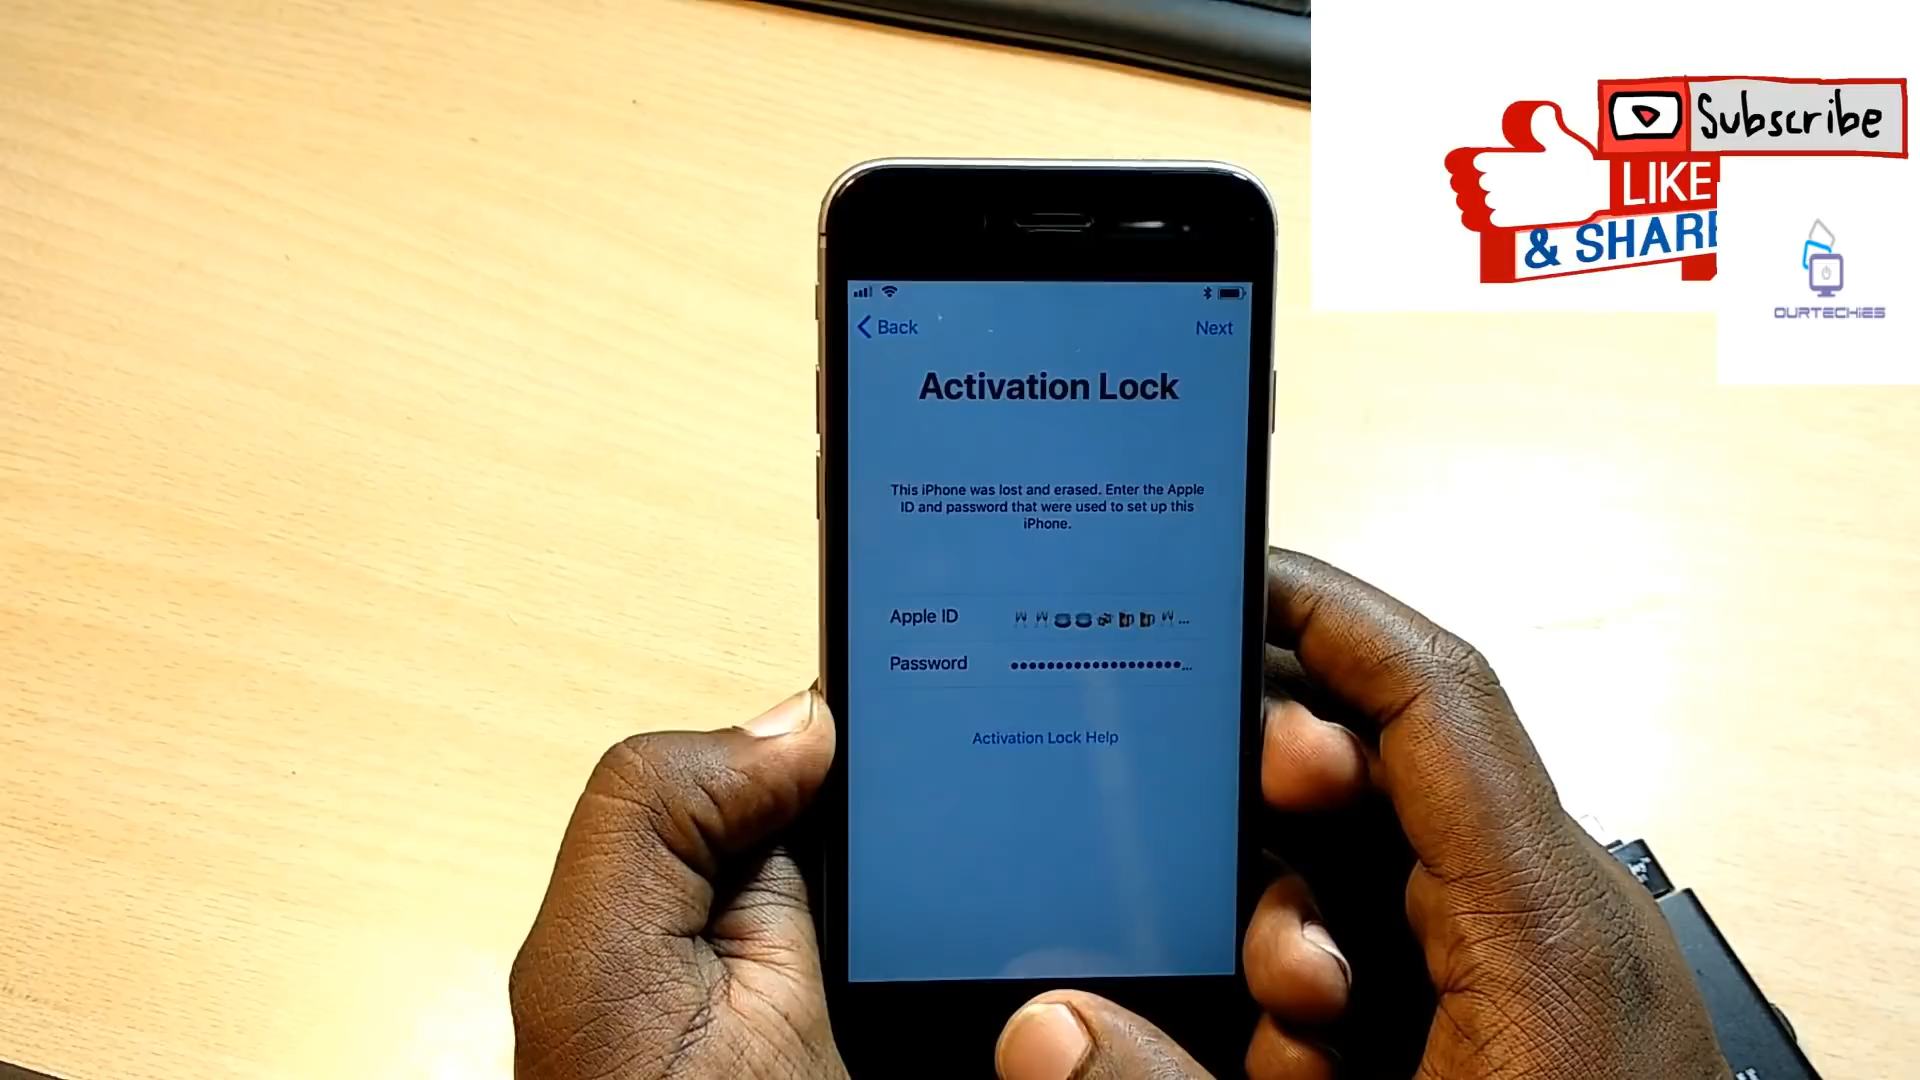 Subscribe
LIKE
& SHARE
OURTECHIES
Back
Next
Activation Lock
This iPhone was lost and erased. Enter the Apple
ID and password that were used to set up this
iPhone.
Apple ID
Password ••••••••••••••••••• ...
Activation Lock Help